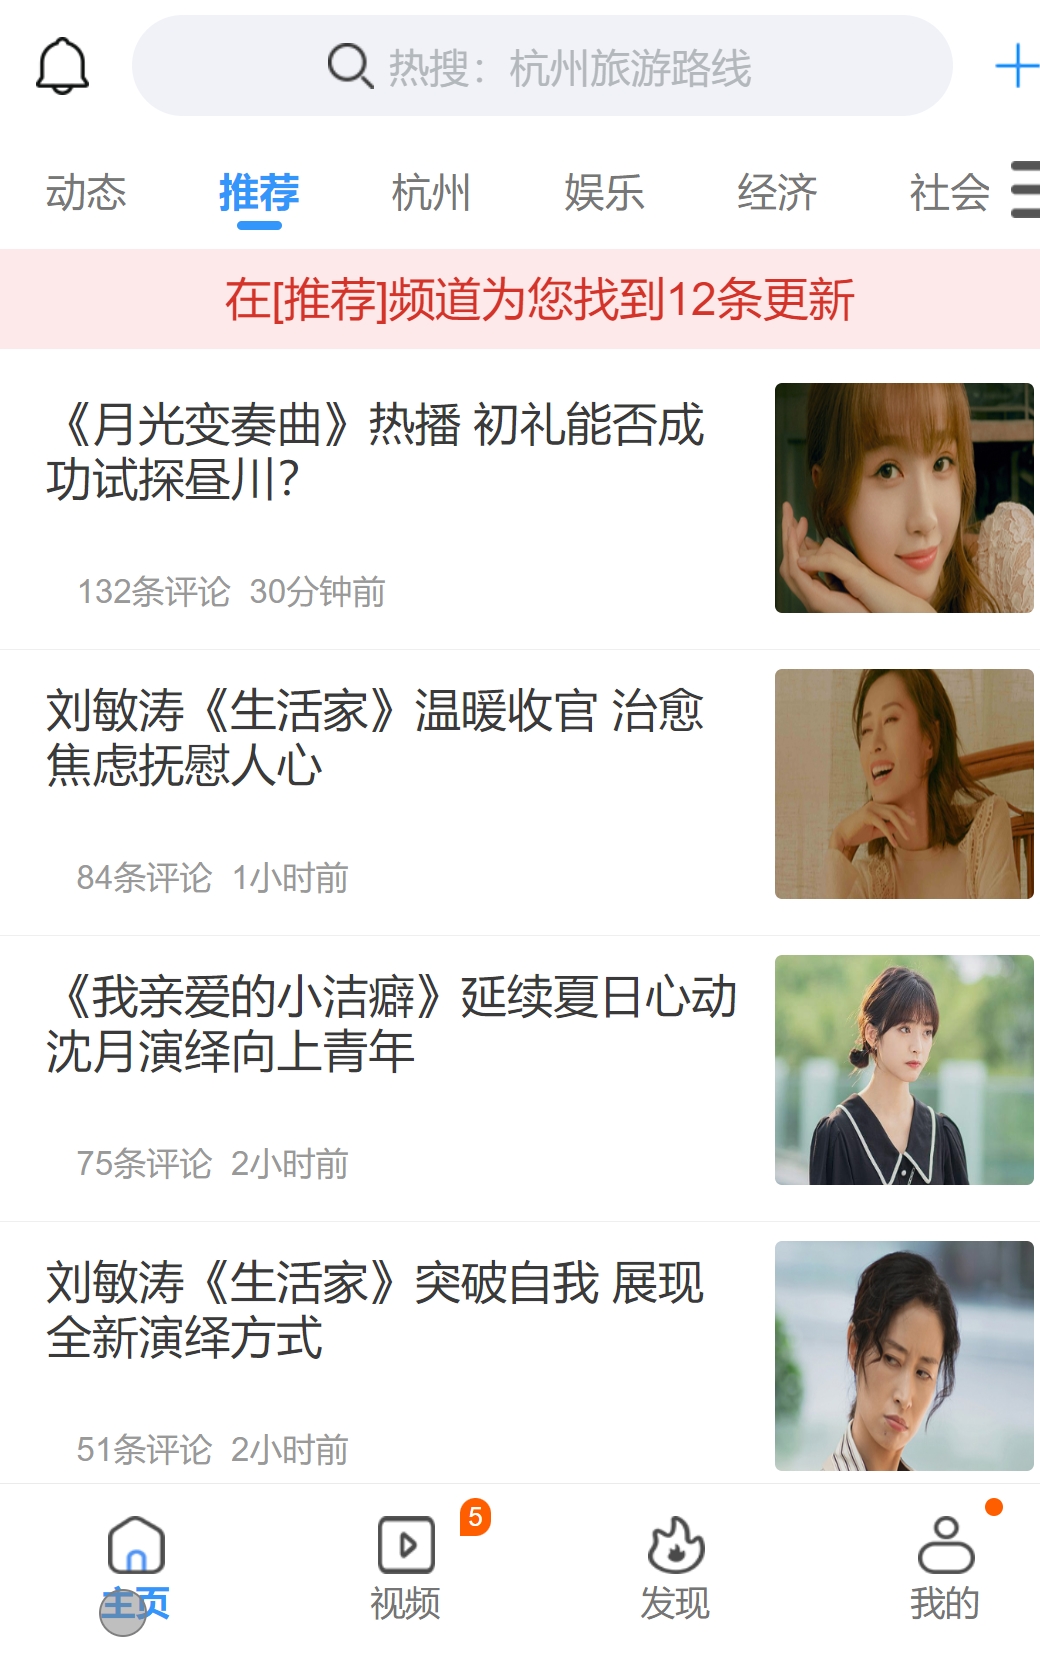 热搜：杭州旅游路线
动态 推荐 杭州 娱乐 经济 社会
在[推荐]频道为您找到12条更新
《月光变奏曲》热播 初礼能否成
功试探昼川？
132条评论 30分钟前
刘敏涛《生活家》温暖收官 治愈
焦虑抚慰人心
84条评论 1小时前
《我亲爱的小洁癖》延续夏日心动
沈月演绎向上青年
75条评论 2小时前
刘敏涛《生活家》突破自我 展现
全新演绎方式
51条评论 2小时前
5
主页 视频 发现 我的